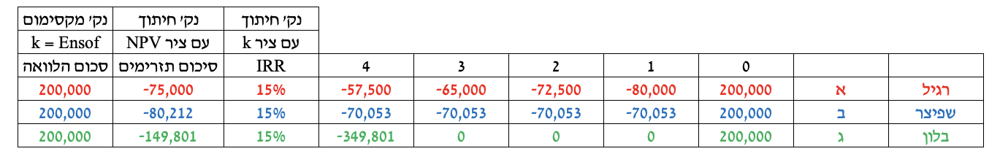 נק' חיתוך נק' חיתוך נק' מקסימום
עם ציר k עם ציר NPV k = Ensof
0 1 2 3 4 IRR סיכום תזרימים סכום הלוואה
רגיל א 200,000 -80,000 -72,500 -65,000 -57,500 15% -75,000 200,000
שפיצר ב 200,000 -70,053 -70,053 -70,053 -70,053 15% -80,212 200,000
בלון ג 200,000 0 0 0 -349,801 15% -149,801 200,000